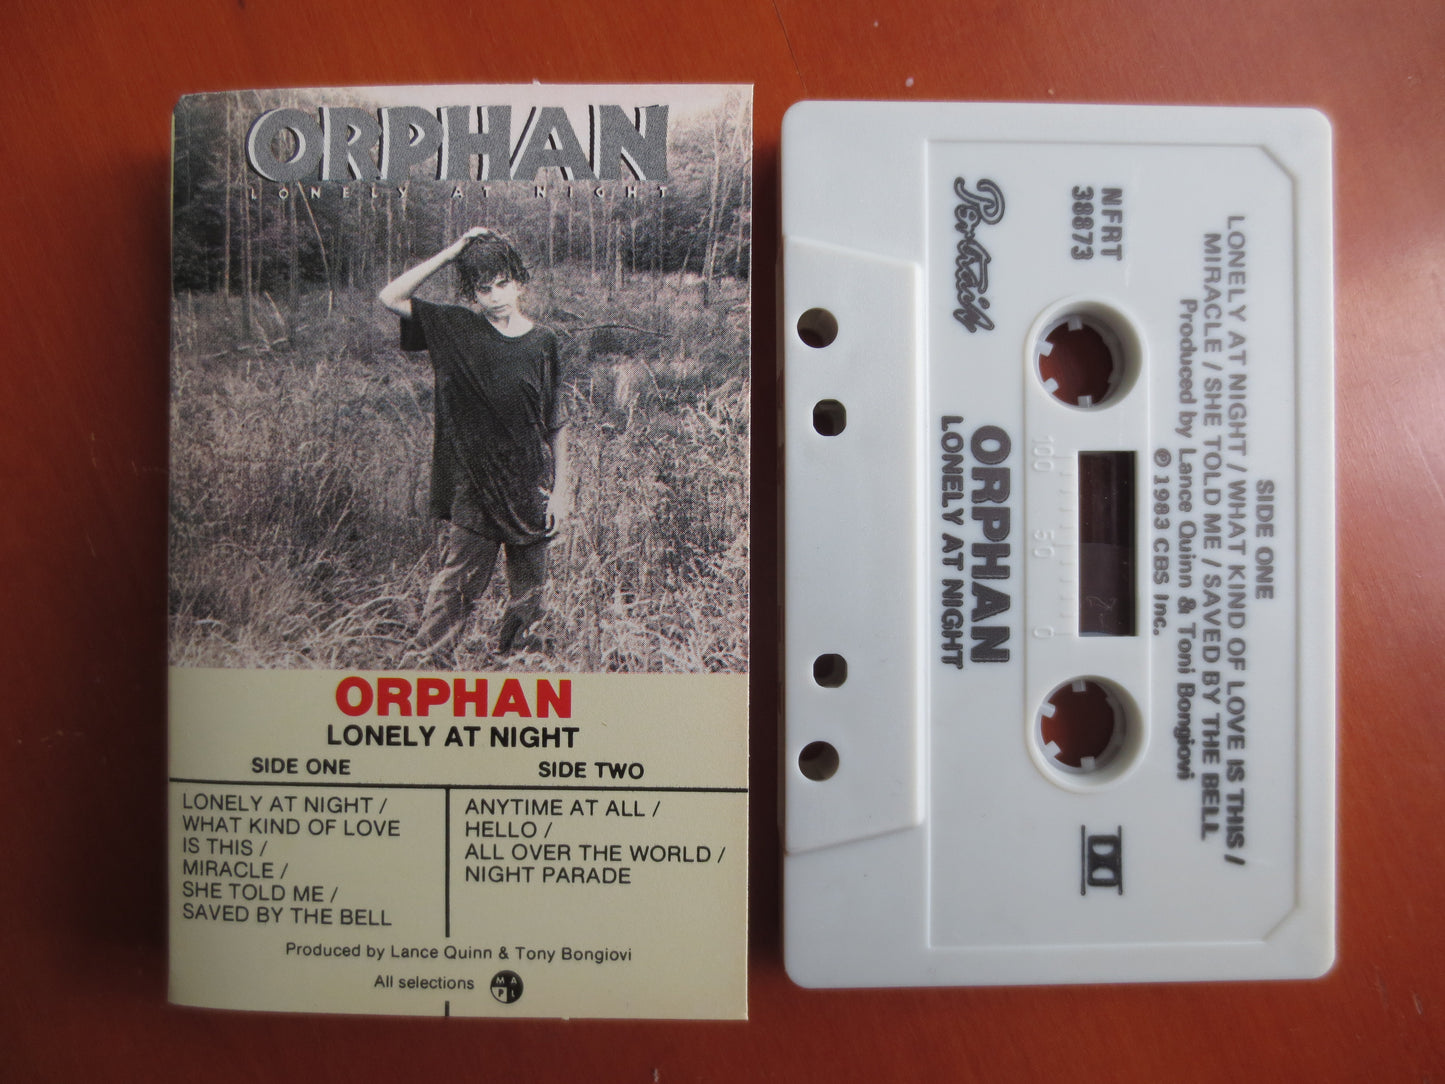 ORPHAN
LONELY AT NIGHT
ORPHAN
LONELY AT NIGHT
SIDE ONE
LONELY AT NIGHT /
WHAT KIND OF LOVE
IS THIS /
MIRACLE /
SHE TOLD ME /
SAVED BY THE BELL
SIDE TWO
ANYTIME AT ALL /
HELLO /
ALL OVER THE WORLD /
NIGHT PARADE
Produced by Lance Quinn & Tony Bongiovi
All selections
M A
P L
SIDE ONE
LONELY AT NIGHT / WHAT KIND OF LOVE IS THIS /
MIRACLE / SHE TOLD ME / SAVED BY THE BELL
Produced by Lance Quinn & Toni Bongiovi
℗ 1983 CBS Inc.
NFRT
38873
Portrait
100 50 0
ORPHAN
LONELY AT NIGHT